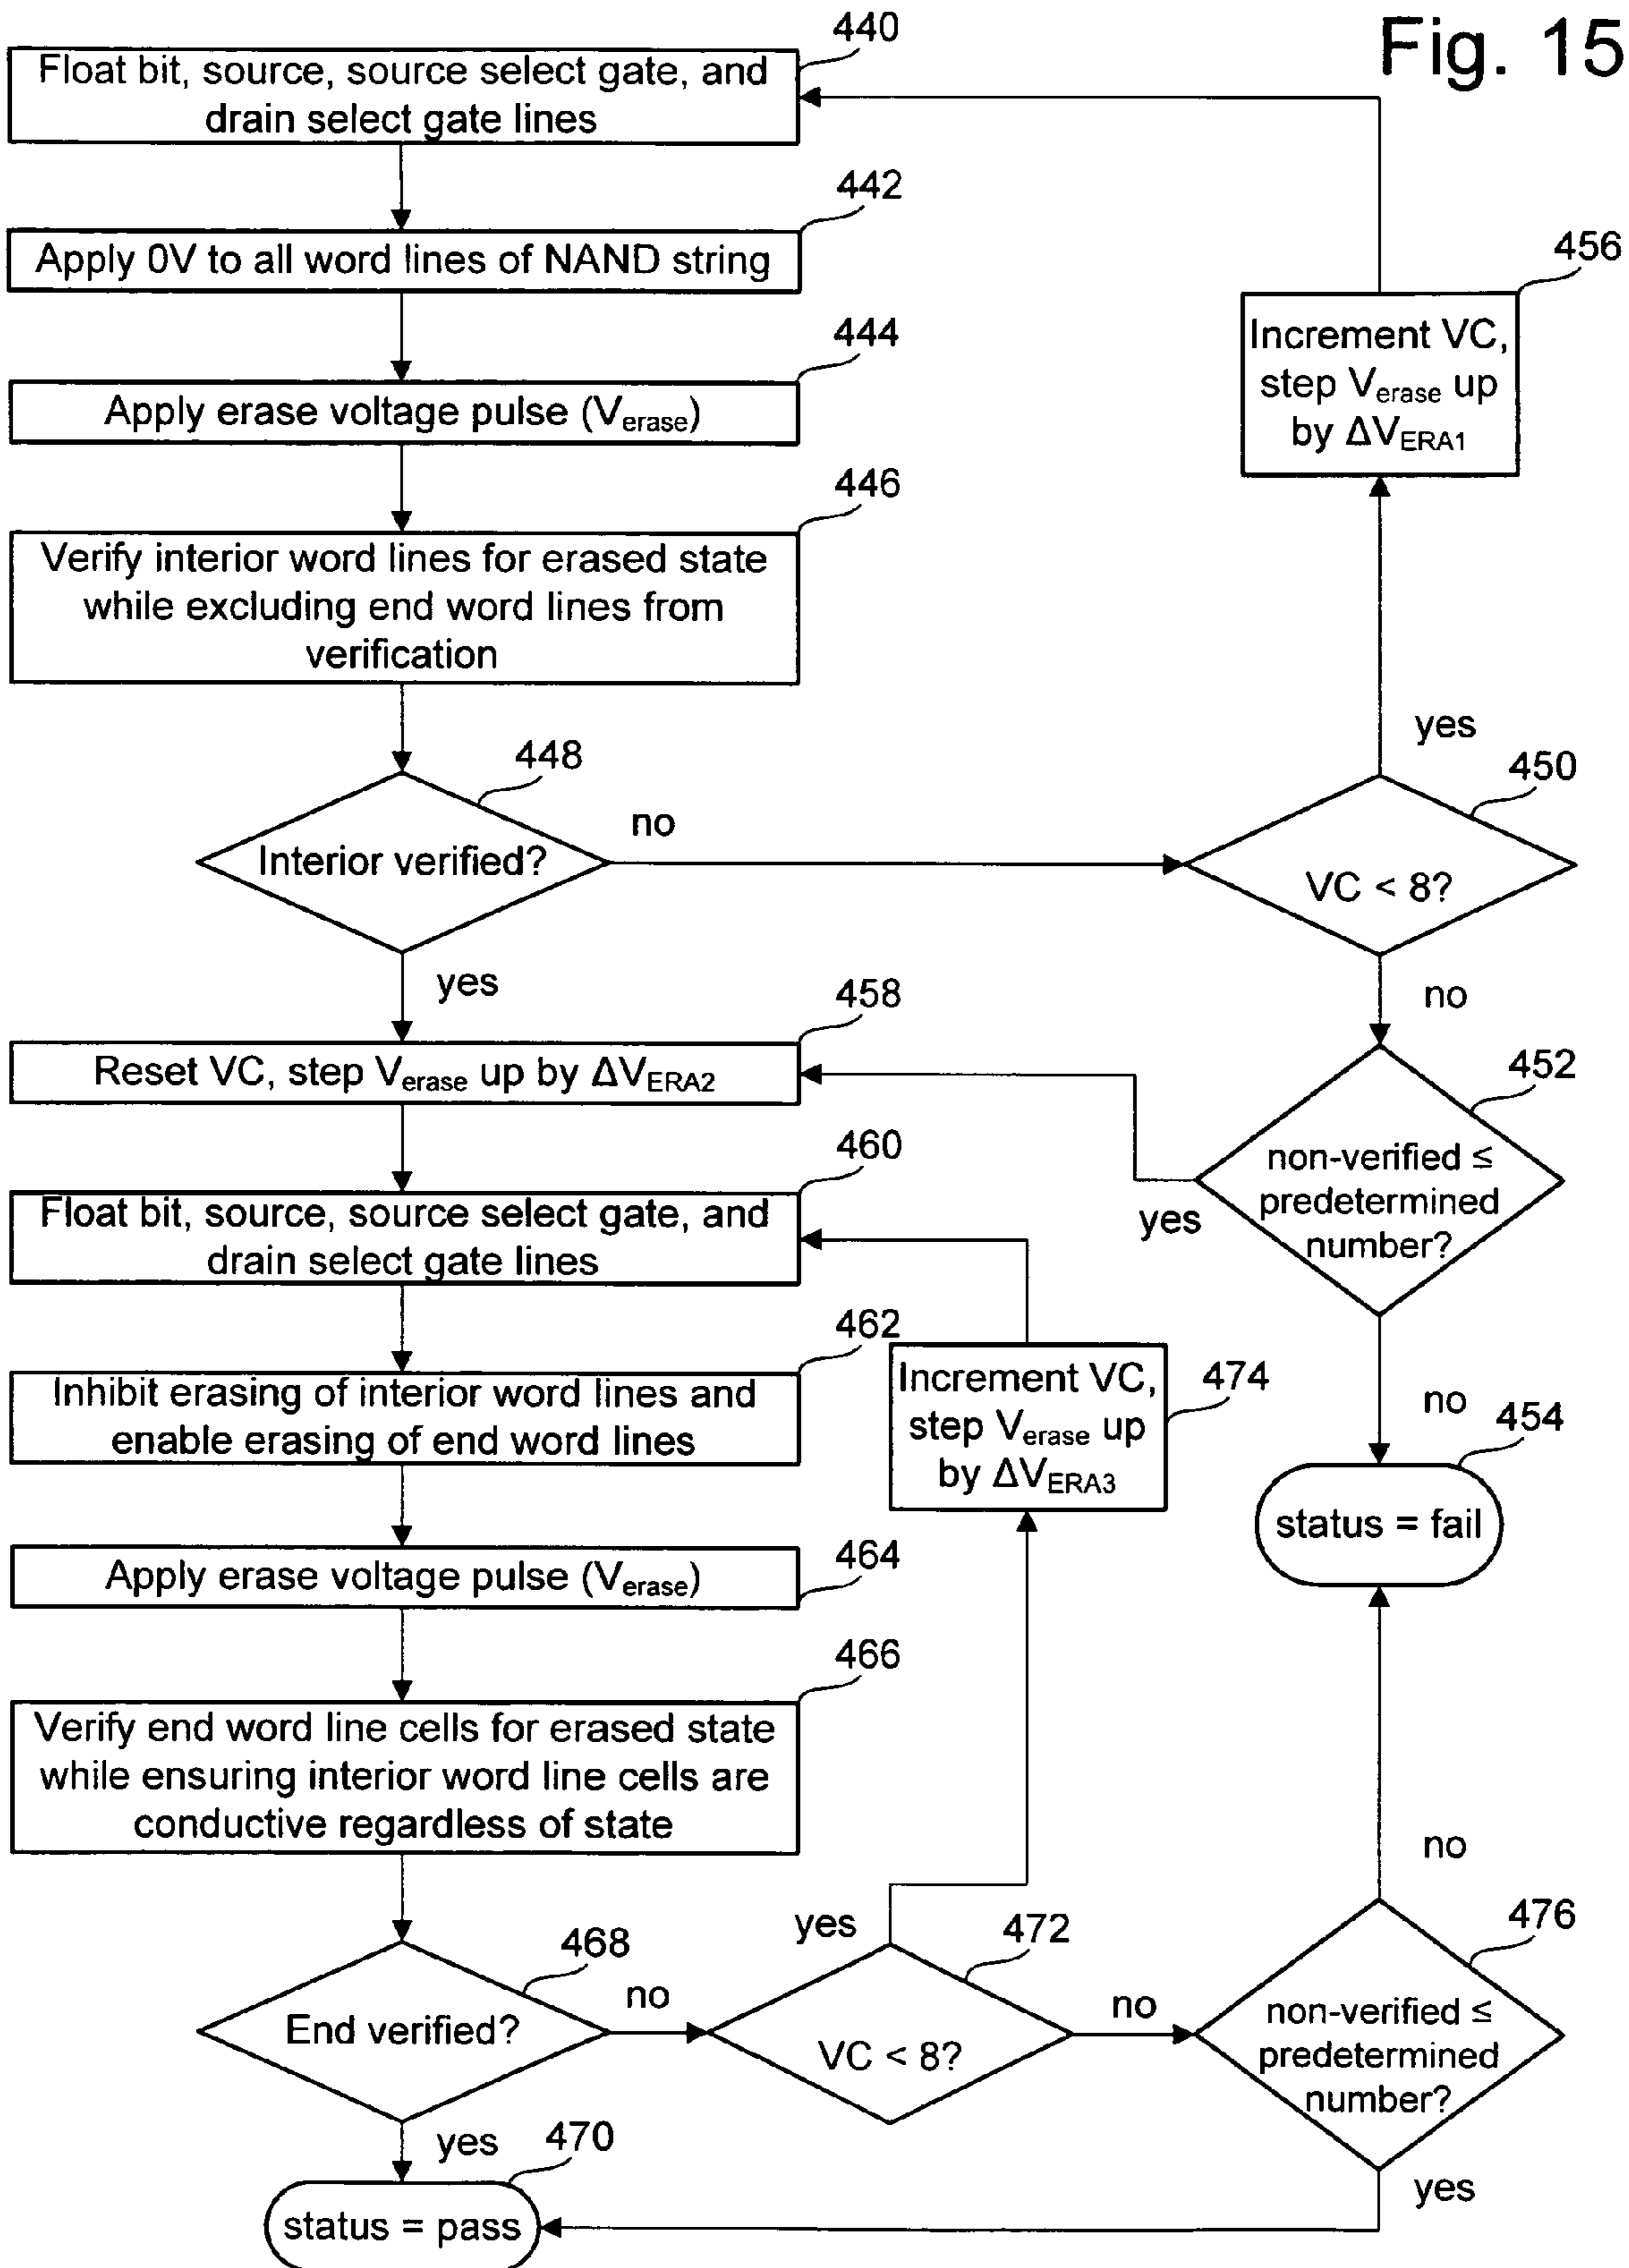 Fig. 15
440
Float bit, source, source select gate, and
drain select gate lines
442
Apply 0V to all word lines of NAND string
444
Apply erase voltage pulse (Verase)
446
Verify interior word lines for erased state
while excluding end word lines from
verification
448
Interior verified?
no
yes
456
Increment VC,
step Verase up
by ΔVERA1
yes
450
VC < 8?
no
452
non-verified ≤
predetermined
number?
yes
no
454
status = fail
458
Reset VC, step Verase up by ΔVERA2
460
Float bit, source, source select gate, and
drain select gate lines
462
Inhibit erasing of interior word lines and
enable erasing of end word lines
464
Apply erase voltage pulse (Verase)
466
Verify end word line cells for erased state
while ensuring interior word line cells are
conductive regardless of state
468
End verified?
no
yes
470
status = pass
474
Increment VC,
step Verase up
by ΔVERA3
yes
472
VC < 8?
no
476
non-verified ≤
predetermined
number?
no
yes